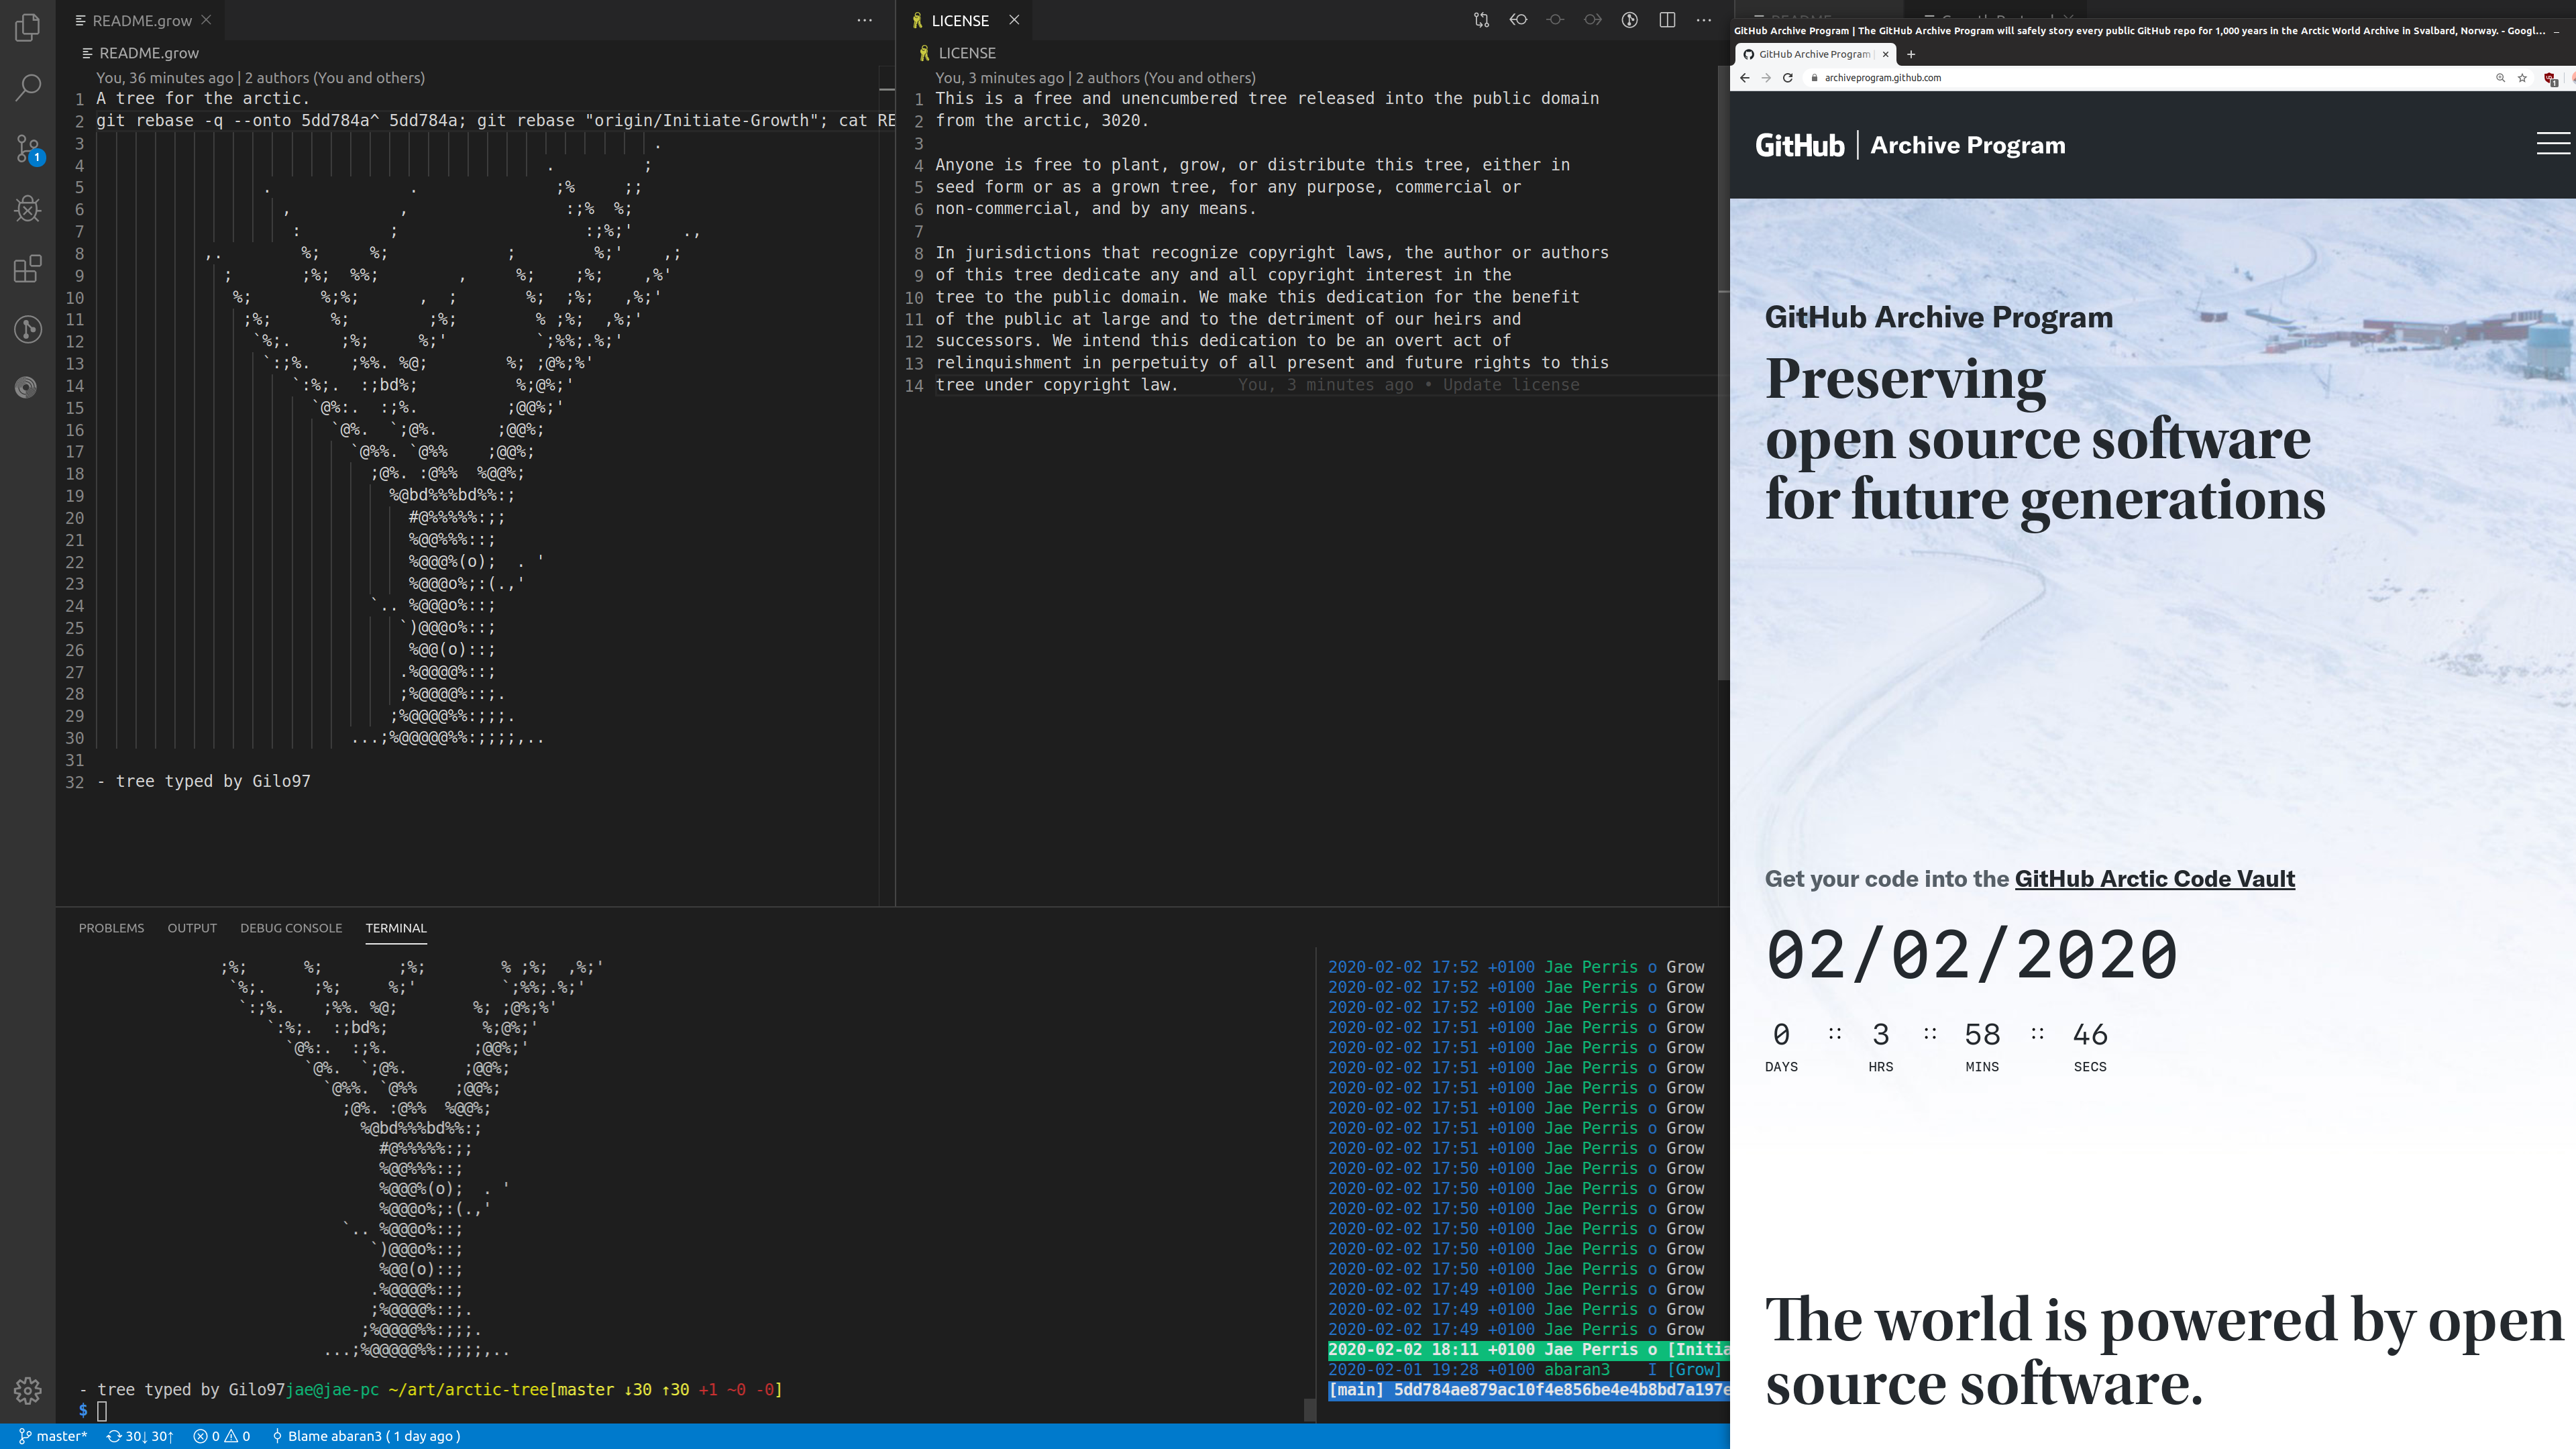 README.grow
README.grow
You, 36 minutes ago | 2 authors (You and others)
1 A tree for the arctic.
2 git rebase -q --onto 5dd784a^ 5dd784a; git rebase "origin/Initiate-Growth"; cat RE
3                                                          .
4                                               .         ;
5                  .              .              ;%     ;;
6                    ,           ,                :;%  %;
7                     :         ;                   :;%;'     .,
8            ,.        %;     %;            ;        %;'    ,;
9              ;       ;%;  %%;        ,     %;    ;%;    ,%'
10              %;       %;%;      ,  ;       %;  ;%;   ,%;'
11               ;%;      %;        ;%;        % ;%;  ,%;'
12                `%;.     ;%;     %;'         `;%%;.%;'
13                 `:;%.    ;%%. %@;        %; ;@%;%'
14                    `:%;.  :;bd%;          %;@%;'
15                      `@%:.  :;%.         ;@@%;'
16                        `@%.  `;@%.      ;@@%;
17                          `@%%. `@%%    ;@@%;
18                            ;@%. :@%%  %@@%;
19                              %@bd%%%bd%%:;
20                                #@%%%%%:;;
21                                %@@%%%::;
22                                %@@@%(o);  . '
23                                %@@@o%;:(.,'
24                            `.. %@@@o%::;
25                               `)@@@o%::;
26                                %@@(o)::;
27                               .%@@@@%::;
28                               ;%@@@@%::;.
29                              ;%@@@@%%:;;;.
30                          ...;%@@@@@%%:;;;;,..
31
32 - tree typed by Gilo97
LICENSE
LICENSE
You, 3 minutes ago | 2 authors (You and others)
1 This is a free and unencumbered tree released into the public domain
2 from the arctic, 3020.
3
4 Anyone is free to plant, grow, or distribute this tree, either in
5 seed form or as a grown tree, for any purpose, commercial or
6 non-commercial, and by any means.
7
8 In jurisdictions that recognize copyright laws, the author or authors
9 of this tree dedicate any and all copyright interest in the
10 tree to the public domain. We make this dedication for the benefit
11 of the public at large and to the detriment of our heirs and
12 successors. We intend this dedication to be an overt act of
13 relinquishment in perpetuity of all present and future rights to this
14 tree under copyright law. You, 3 minutes ago • Update license
PROBLEMS OUTPUT DEBUG CONSOLE TERMINAL
               ;%;      %;        ;%;        % ;%;  ,%;'
                `%;.     ;%;     %;'         `;%%;.%;'
                 `:;%.    ;%%. %@;        %; ;@%;%'
                    `:%;.  :;bd%;          %;@%;'
                      `@%:.  :;%.         ;@@%;'
                        `@%.  `;@%.      ;@@%;
                          `@%%. `@%%    ;@@%;
                            ;@%. :@%%  %@@%;
                              %@bd%%%bd%%:;
                                #@%%%%%:;;
                                %@@%%%::;
                                %@@@%(o);  . '
                                %@@@o%;:(.,'
                            `.. %@@@o%::;
                               `)@@@o%::;
                                %@@(o)::;
                               .%@@@@%::;
                               ;%@@@@%::;.
                              ;%@@@@%%:;;;.
                          ...;%@@@@@%%:;;;;,..
- tree typed by Gilo97jae@jae-pc ~/art/arctic-tree[master ↓30 ↑30 +1 ~0 -0]
$
2020-02-02 17:52 +0100 Jae Perris o Grow
2020-02-02 17:52 +0100 Jae Perris o Grow
2020-02-02 17:52 +0100 Jae Perris o Grow
2020-02-02 17:51 +0100 Jae Perris o Grow
2020-02-02 17:51 +0100 Jae Perris o Grow
2020-02-02 17:51 +0100 Jae Perris o Grow
2020-02-02 17:51 +0100 Jae Perris o Grow
2020-02-02 17:51 +0100 Jae Perris o Grow
2020-02-02 17:51 +0100 Jae Perris o Grow
2020-02-02 17:51 +0100 Jae Perris o Grow
2020-02-02 17:50 +0100 Jae Perris o Grow
2020-02-02 17:50 +0100 Jae Perris o Grow
2020-02-02 17:50 +0100 Jae Perris o Grow
2020-02-02 17:50 +0100 Jae Perris o Grow
2020-02-02 17:50 +0100 Jae Perris o Grow
2020-02-02 17:50 +0100 Jae Perris o Grow
2020-02-02 17:49 +0100 Jae Perris o Grow
2020-02-02 17:49 +0100 Jae Perris o Grow
2020-02-02 17:49 +0100 Jae Perris o Grow
2020-02-02 18:11 +0100 Jae Perris o [Initia
2020-02-01 19:28 +0100 abaran3 I [Grow]
[main] 5dd784ae879ac10f4e856be4e4b8bd7a197e
1
master* 30↓ 30↑ 0 0 Blame abaran3 ( 1 day ago )
GitHub Archive Program | The GitHub Archive Program will safely story every public GitHub repo for 1,000 years in the Arctic World Archive in Svalbard, Norway. - Googl...
GitHub Archive Program
archiveprogram.github.com
1
GitHub | Archive Program
GitHub Archive Program
Preserving
open source software
for future generations
Get your code into the GitHub Arctic Code Vault
02/02/2020
0 :: 3 :: 58 :: 46
DAYS HRS MINS SECS
The world is powered by open
source software.